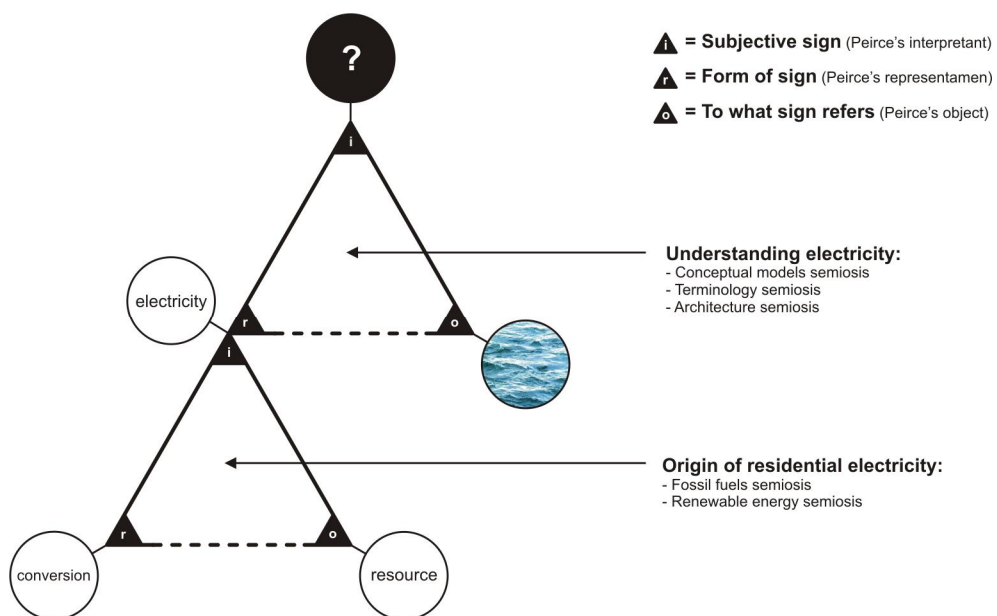 ?
i = Subjective sign (Peirce's interpretant)
r = Form of sign (Peirce's representamen)
o = To what sign refers (Peirce's object)
i
Understanding electricity:
- Conceptual models semiosis
- Terminology semiosis
- Architecture semiosis
electricity
r
o
i
Origin of residential electricity:
- Fossil fuels semiosis
- Renewable energy semiosis
r
o
conversion
resource